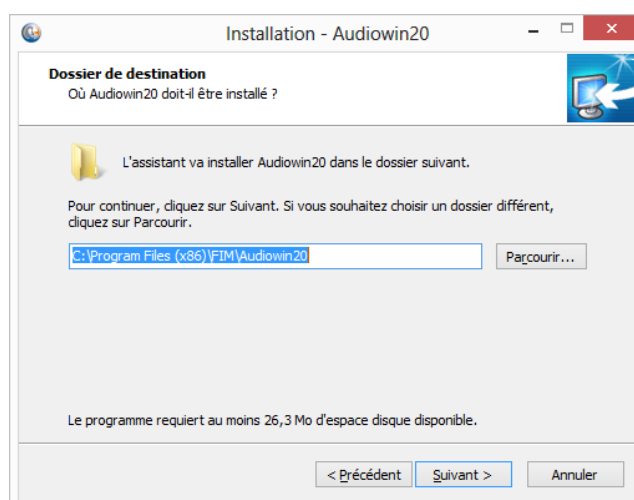 Installation - Audiowin20
Dossier de destination
Où Audiowin20 doit-il être installé ?
L'assistant va installer Audiowin20 dans le dossier suivant.
Pour continuer, cliquez sur Suivant. Si vous souhaitez choisir un dossier différent,
cliquez sur Parcourir.
C:\Program Files (x86)\FIM\Audiowin20
Parcourir...
Le programme requiert au moins 26,3 Mo d'espace disque disponible.
< Précédent
Suivant >
Annuler